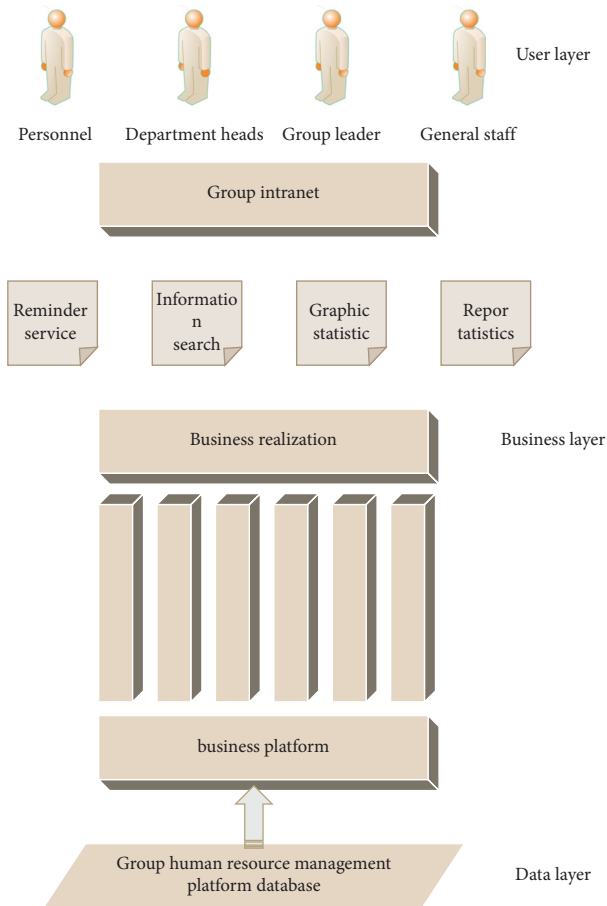 User layer
Personnel
Department heads
Group leader
General staff
Group intranet
Reminder
service
Informatio
n
search
Graphic
statistic
Repor
tatistics
Business realization
Business layer
business platform
Group human resource management
platform database
Data layer